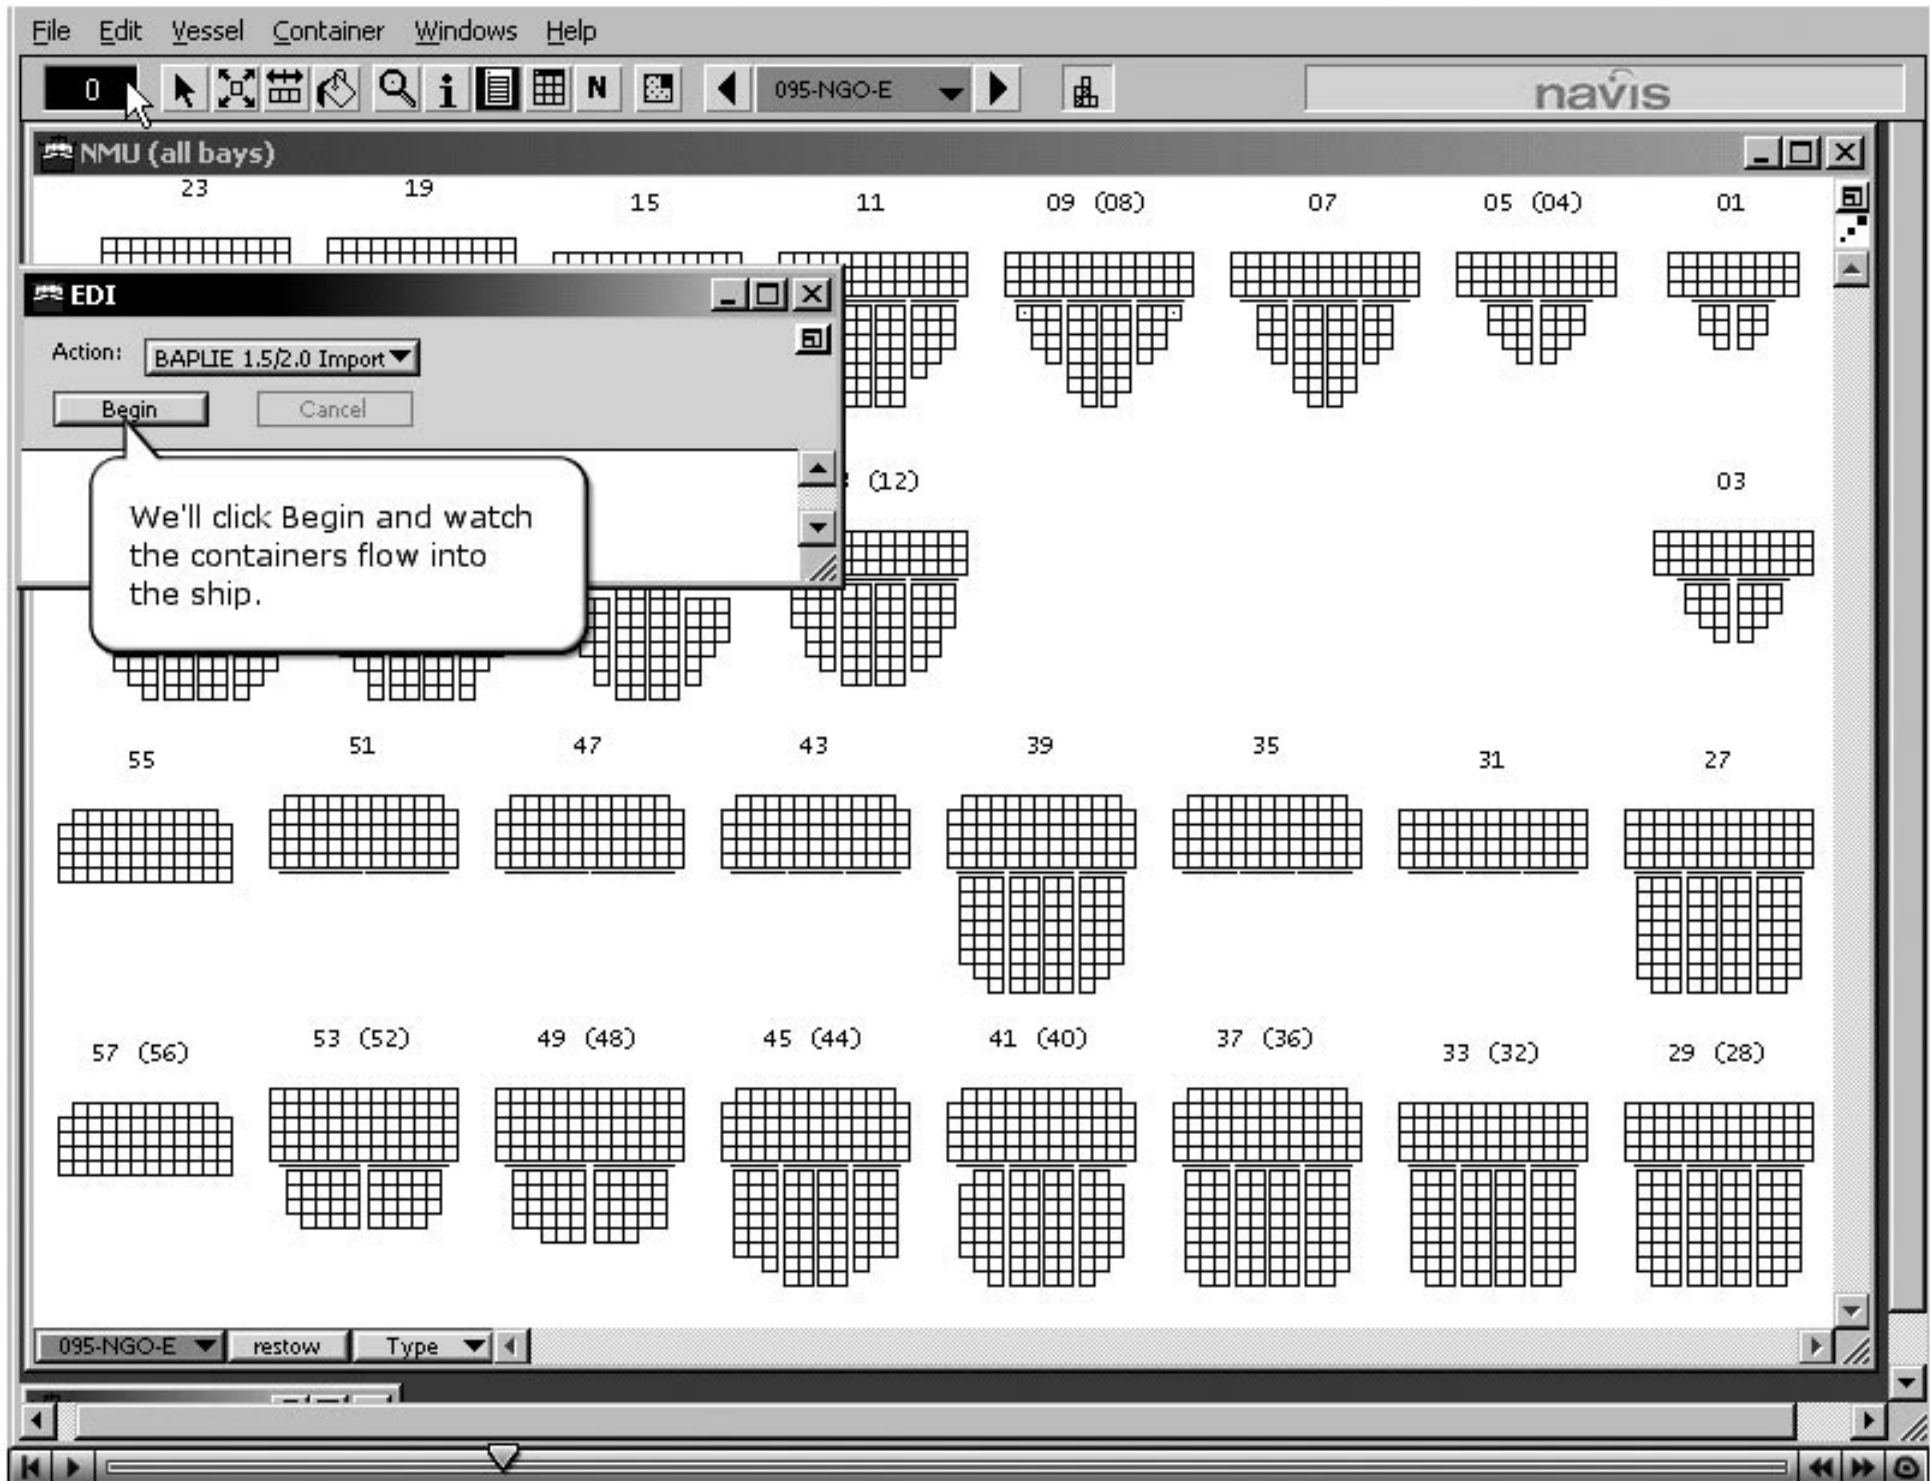 File Edit Vessel Container Windows Help
0 N 095-NGO-E navis
NMU (all bays)
23 19 15 11 09 (08) 07 05 (04) 01
EDI
Action: BAPLIE 1.5/2.0 Import
Begin Cancel
We'll click Begin and watch
the containers flow into
the ship.
(12) 03
55 51 47 43 39 35 31 27
57 (56) 53 (52) 49 (48) 45 (44) 41 (40) 37 (36) 33 (32) 29 (28)
095-NGO-E restow Type